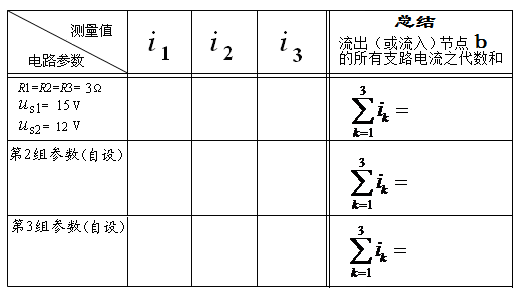 测量值
电路参数
i1
i2
i3
总结
流出（或流入）节点 b
的所有支路电流之代数和
R1=R2=R3= 3Ω
us1= 15 V
us2= 12 V
3
∑ ik =
k=1
第2组参数(自设)
3
∑ ik =
k=1
第3组参数(自设)
3
∑ ik =
k=1